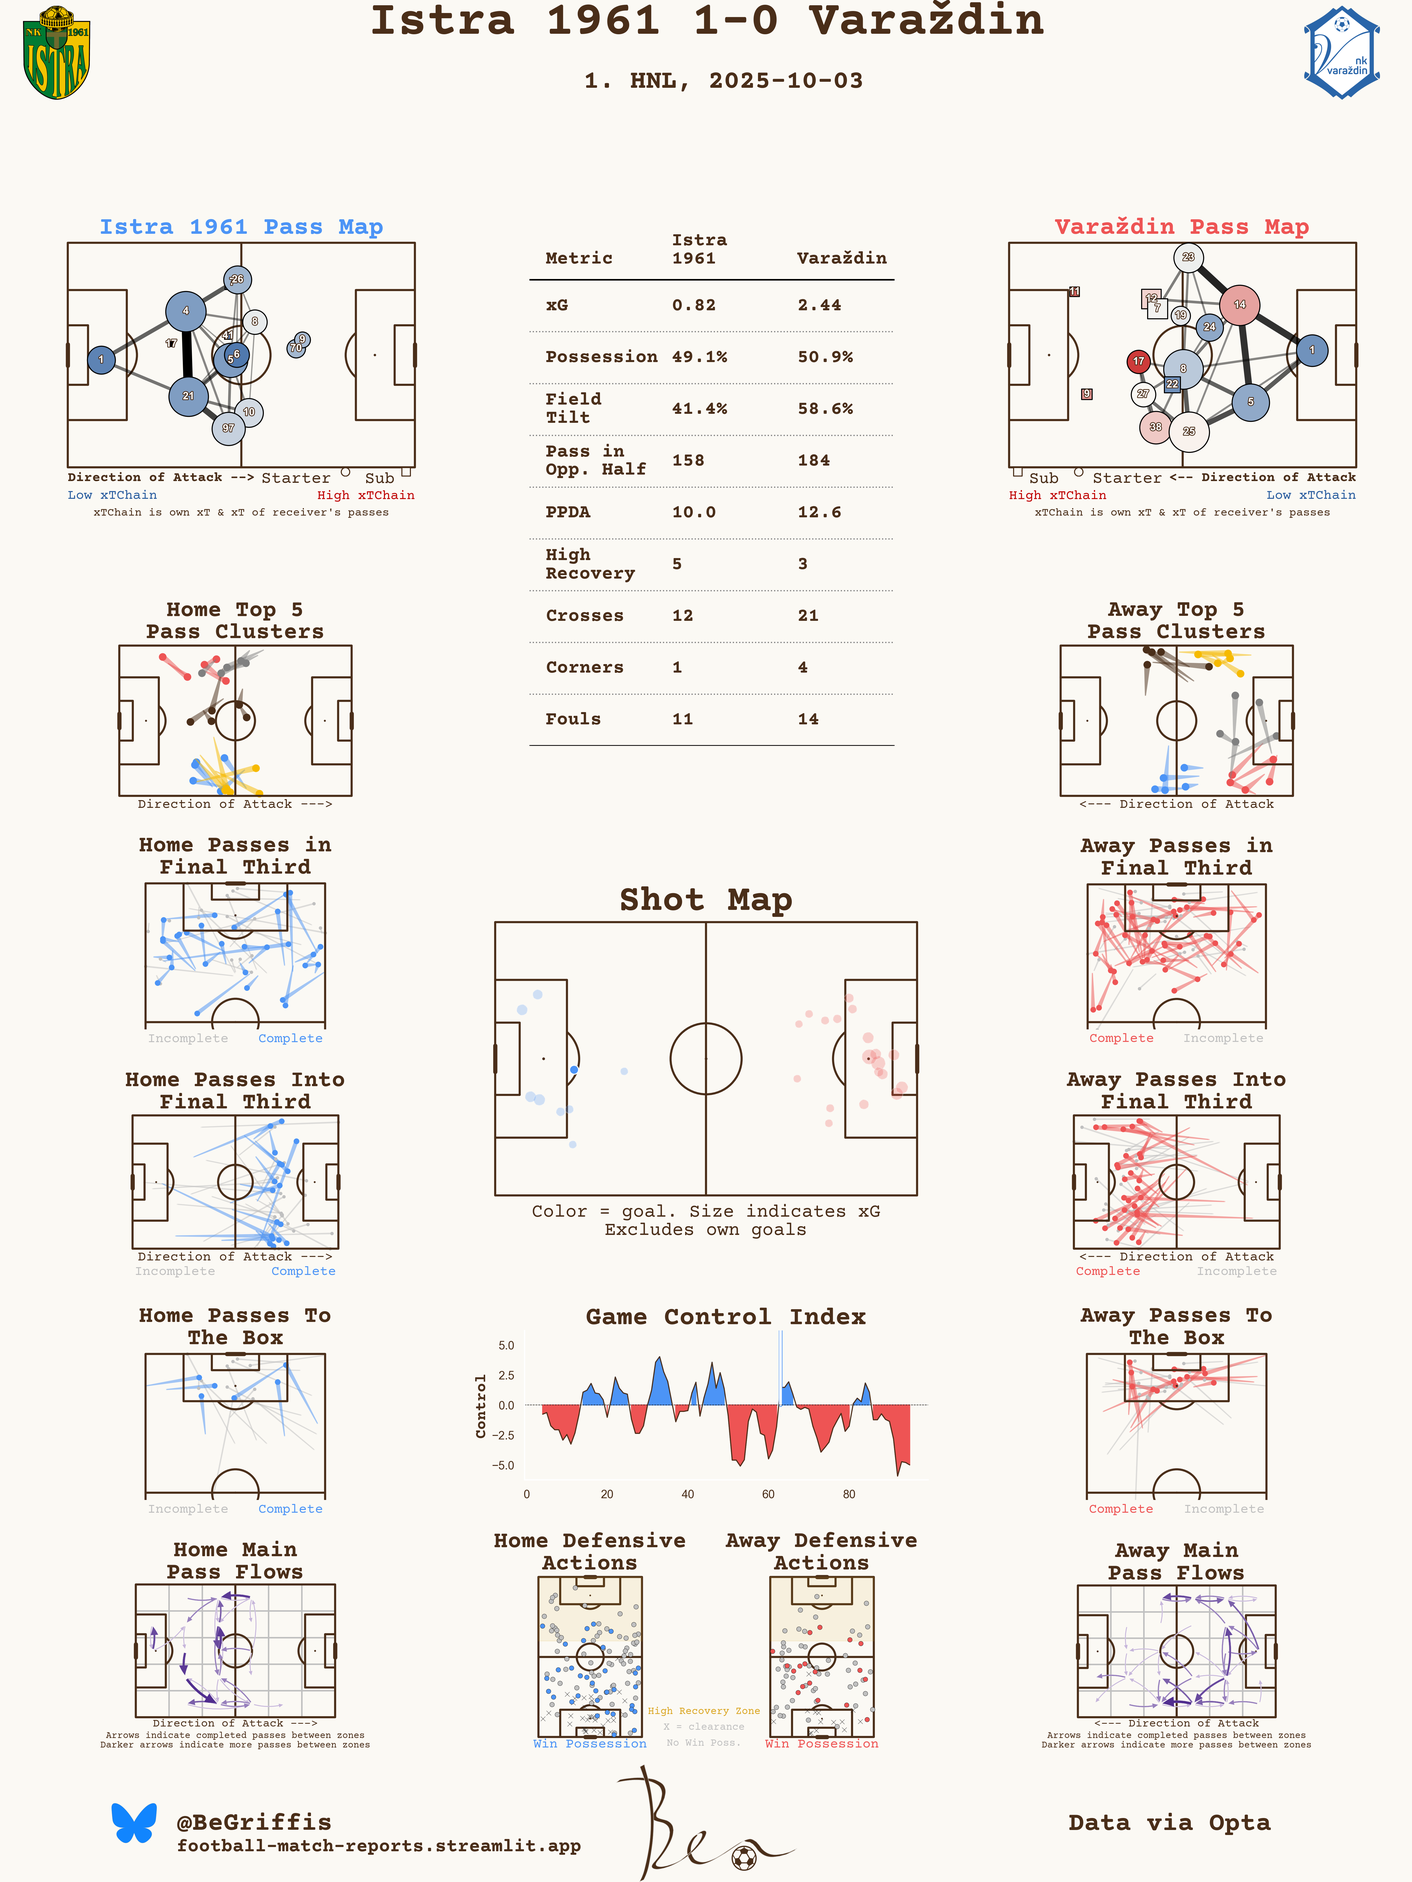 Istra 1961 1-0 Varaždin
1. HNL, 2025-10-03
NK 1961
ISTRA
nk
varaždin
Istra 1961 Pass Map
26
4
8
17
41
9
70
1
5
6
21
10
97
Direction of Attack --> Starter Sub
Low xTChain High xTChain
xTChain is own xT & xT of receiver's passes
Metric Istra 1961 Varaždin
xG 0.82 2.44
Possession 49.1% 50.9%
Field Tilt 41.4% 58.6%
Pass in Opp. Half 158 184
PPDA 10.0 12.6
High Recovery 5 3
Crosses 12 21
Corners 1 4
Fouls 11 14
Varaždin Pass Map
23
11
12
7
19
14
24
1
17
8
22
27
9
5
38
25
Sub Starter <-- Direction of Attack
High xTChain Low xTChain
xTChain is own xT & xT of receiver's passes
Home Top 5
Pass Clusters
Direction of Attack --->
Away Top 5
Pass Clusters
<--- Direction of Attack
Home Passes in
Final Third
Incomplete Complete
Away Passes in
Final Third
Complete Incomplete
Shot Map
Color = goal. Size indicates xG
Excludes own goals
Home Passes Into
Final Third
Direction of Attack --->
Incomplete Complete
Away Passes Into
Final Third
<--- Direction of Attack
Complete Incomplete
Home Passes To
The Box
Incomplete Complete
Game Control Index
Control
5.0
2.5
0.0
−2.5
−5.0
0 20 40 60 80
Away Passes To
The Box
Complete Incomplete
Home Main
Pass Flows
Direction of Attack --->
Arrows indicate completed passes between zones
Darker arrows indicate more passes between zones
Home Defensive
Actions
Win Possession
High Recovery Zone
X = clearance
No Win Poss.
Away Defensive
Actions
Win Possession
Away Main
Pass Flows
<--- Direction of Attack
Arrows indicate completed passes between zones
Darker arrows indicate more passes between zones
@BeGriffis
football-match-reports.streamlit.app
Ben
Data via Opta